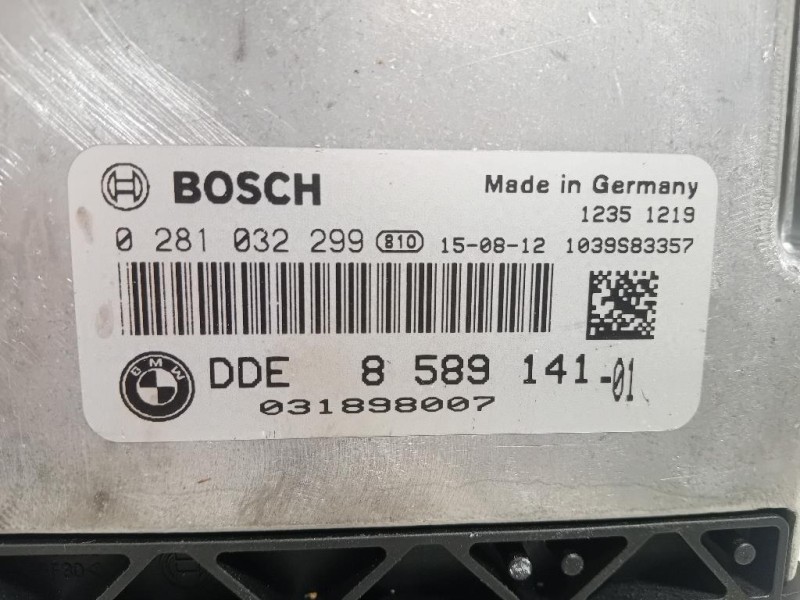 BOSCH
Made in Germany
1235 1219
0 281 032 299 810 15-08-12 1039S83357
BMW DDE 8 589 141-01
031898007